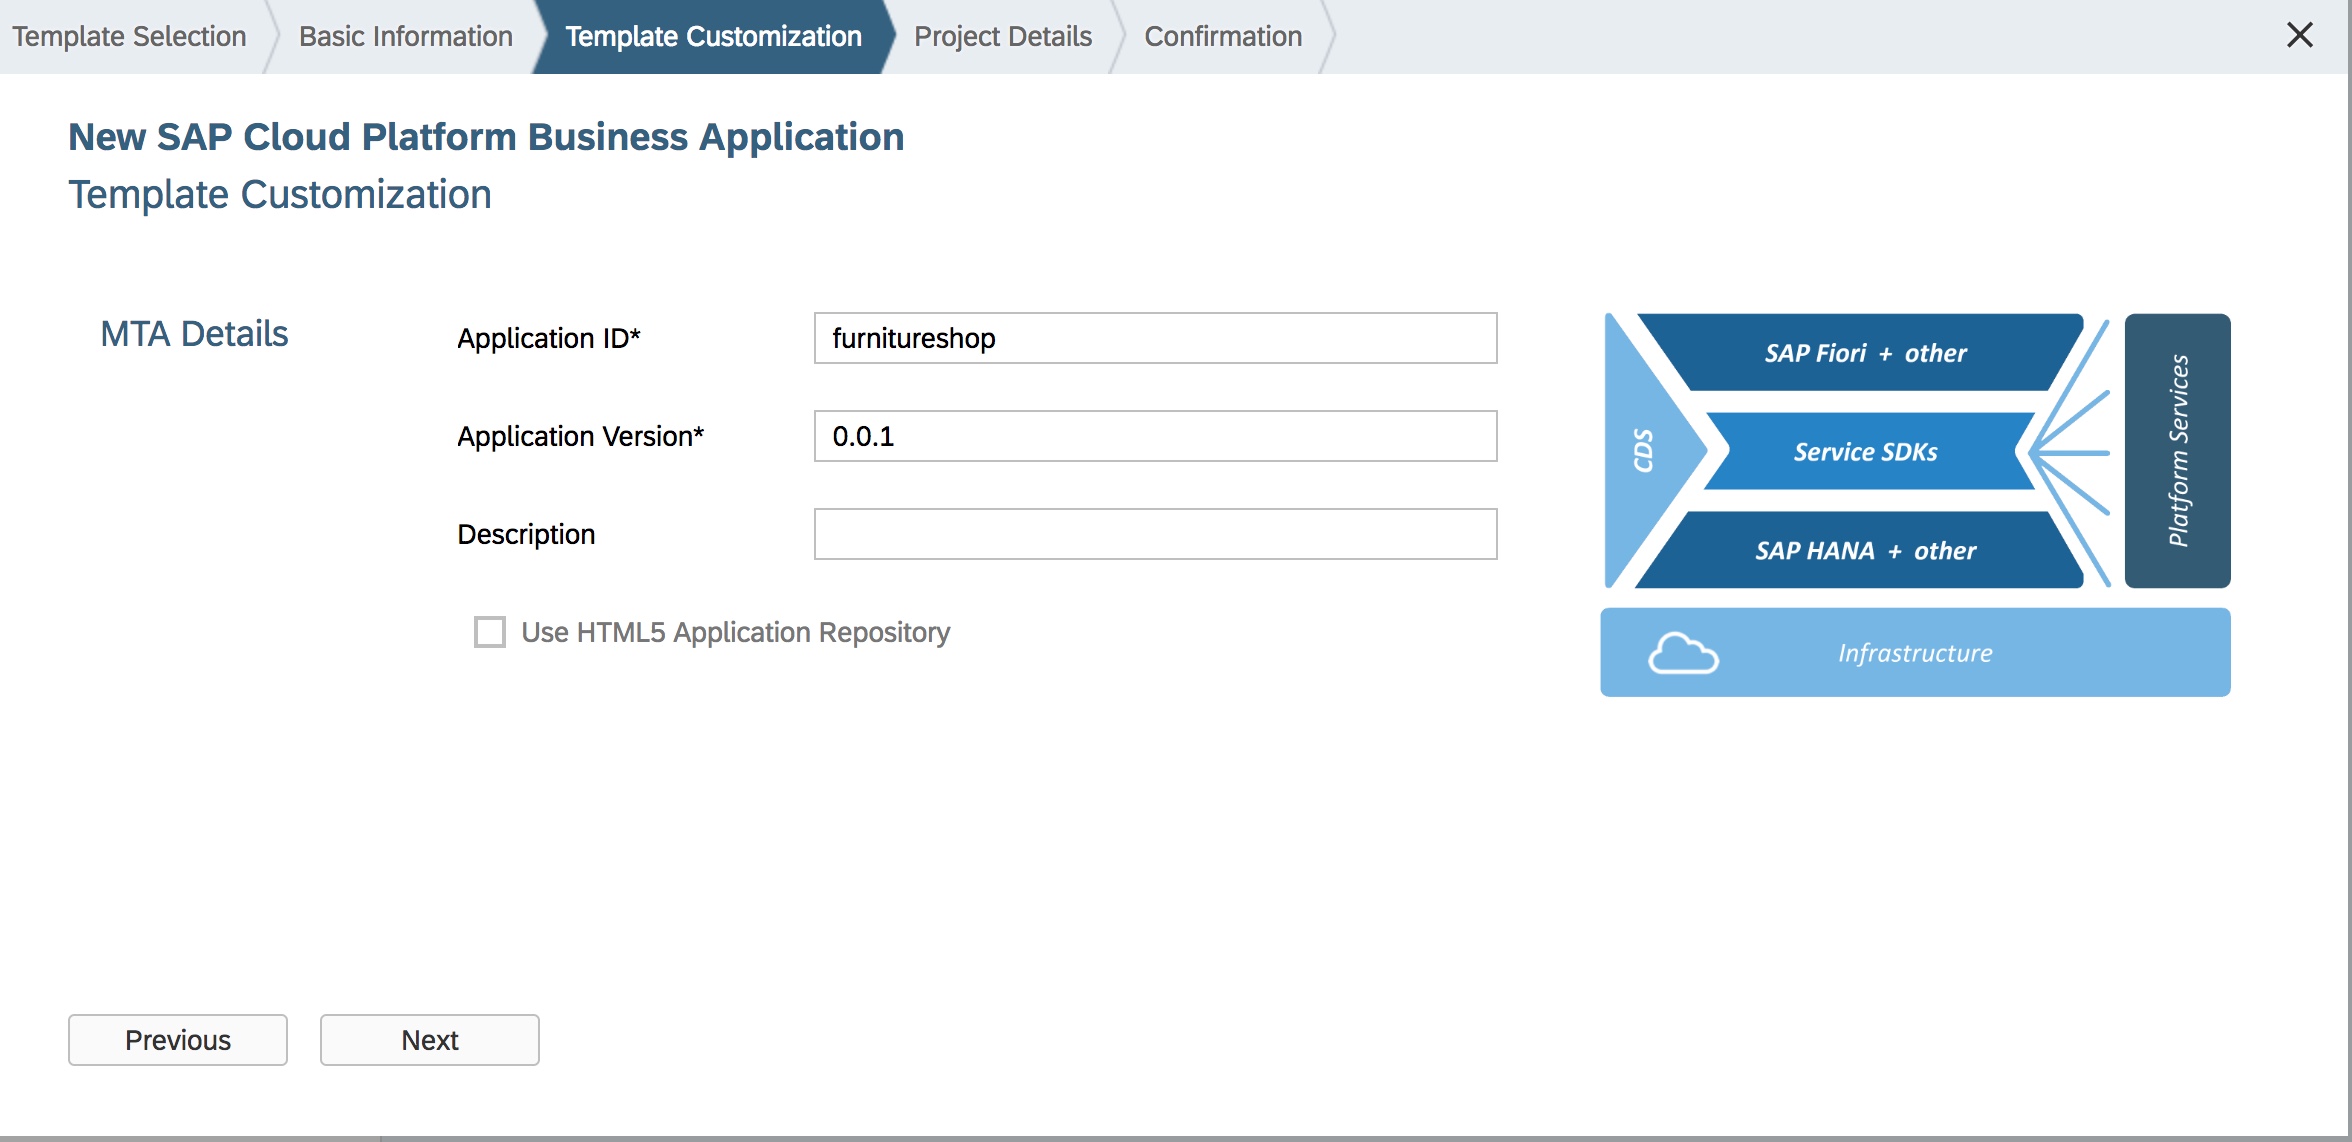 Template Selection
Basic Information
Template Customization
Project Details
Confirmation
New SAP Cloud Platform Business Application
Template Customization
MTA Details
Application ID*
furnitureshop
Application Version*
0.0.1
Description
Use HTML5 Application Repository
CDS
SAP Fiori + other
Service SDKs
SAP HANA + other
Platform Services
Infrastructure
Previous
Next